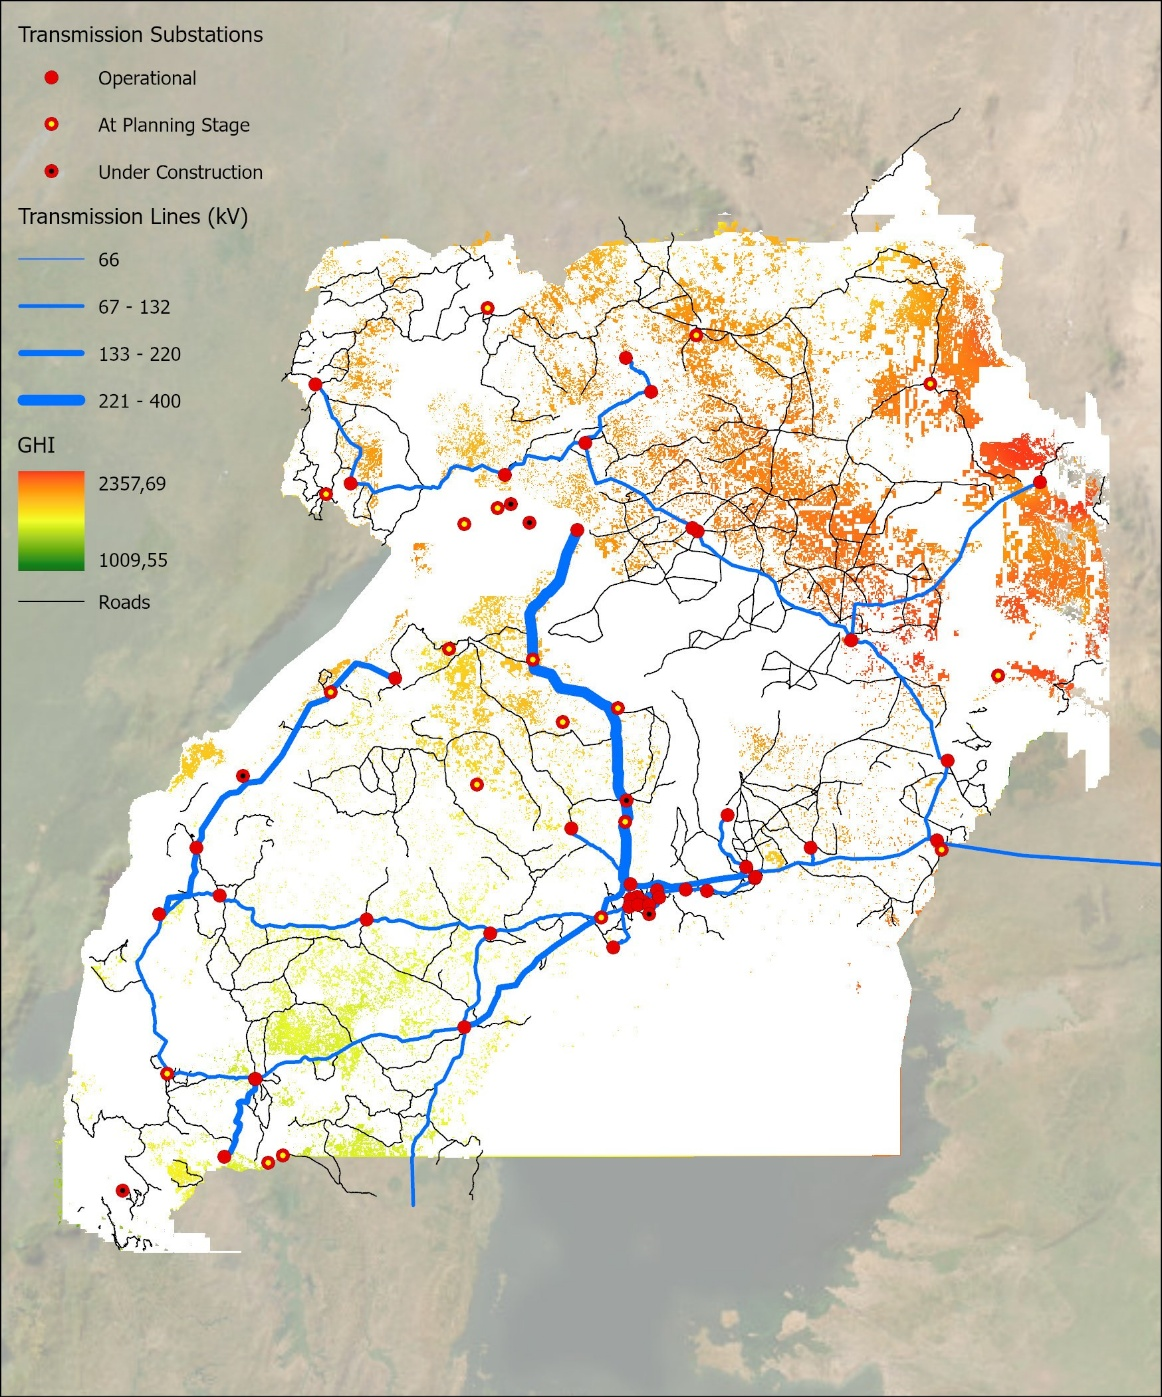 Transmission Substations
Operational
At Planning Stage
Under Construction
Transmission Lines (kV)
66
67 - 132
133 - 220
221 - 400
GHI
2357,69
1009,55
Roads